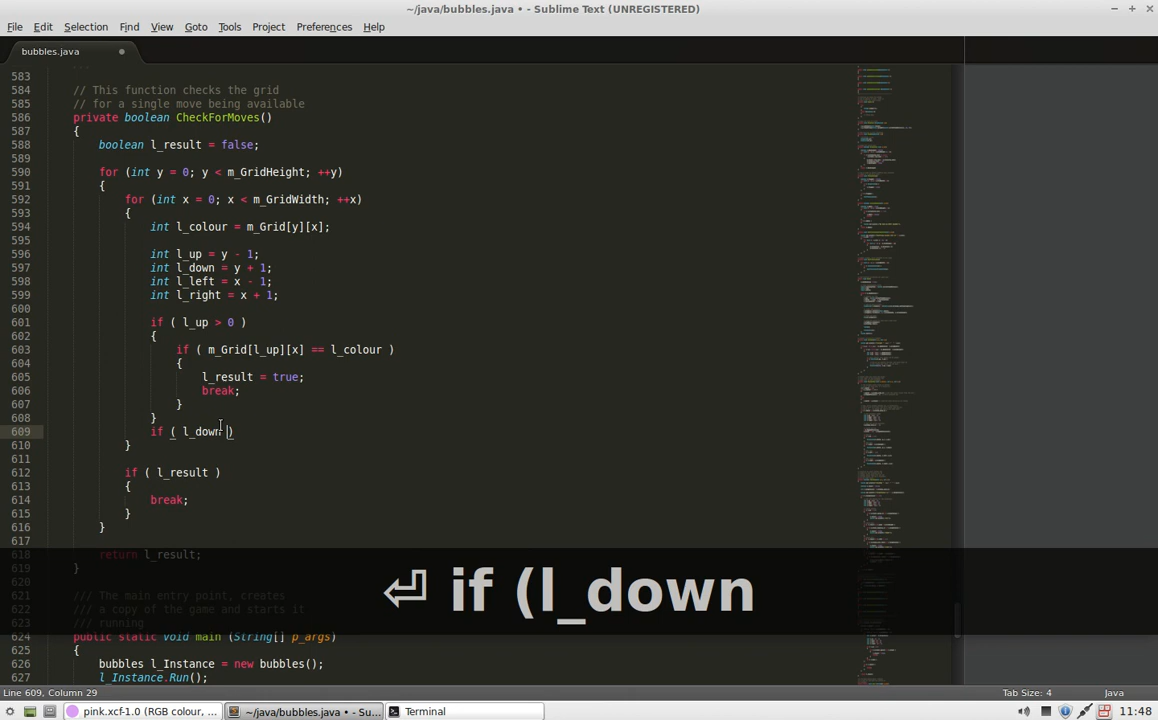 ~/java/bubbles.java • - Sublime Text (UNREGISTERED)
File Edit Selection Find View Goto Tools Project Preferences Help
bubbles.java
583
584 // This function checks the grid
585 // for a single move being available
586 private boolean CheckForMoves()
587 {
588 boolean l_result = false;
589
590 for (int y = 0; y < m_GridHeight; ++y)
591 {
592 for (int x = 0; x < m_GridWidth; ++x)
593 {
594 int l_colour = m_Grid[y][x];
595
596 int l_up = y - 1;
597 int l_down = y + 1;
598 int l_left = x - 1;
599 int l_right = x + 1;
600
601 if ( l_up > 0 )
602 {
603 if ( m_Grid[l_up][x] == l_colour )
604 {
605 l_result = true;
606 break;
607 }
608 }
609 if ( l_down )
610 }
611
612 if ( l_result )
613 {
614 break;
615 }
616 }
617
618 return l_result;
619 }
620
621 /// The main entry point, creates
622 /// a copy of the game and starts it
623 /// running
624 public static void main (String[] p_args)
625 {
626 bubbles l_Instance = new bubbles();
627 l_Instance.Run();
⏎ if (l_down
Line 609, Column 29 Tab Size: 4 Java
pink.xcf-1.0 (RGB colour, ... ~/java/bubbles.java • - Su... Terminal 11:48